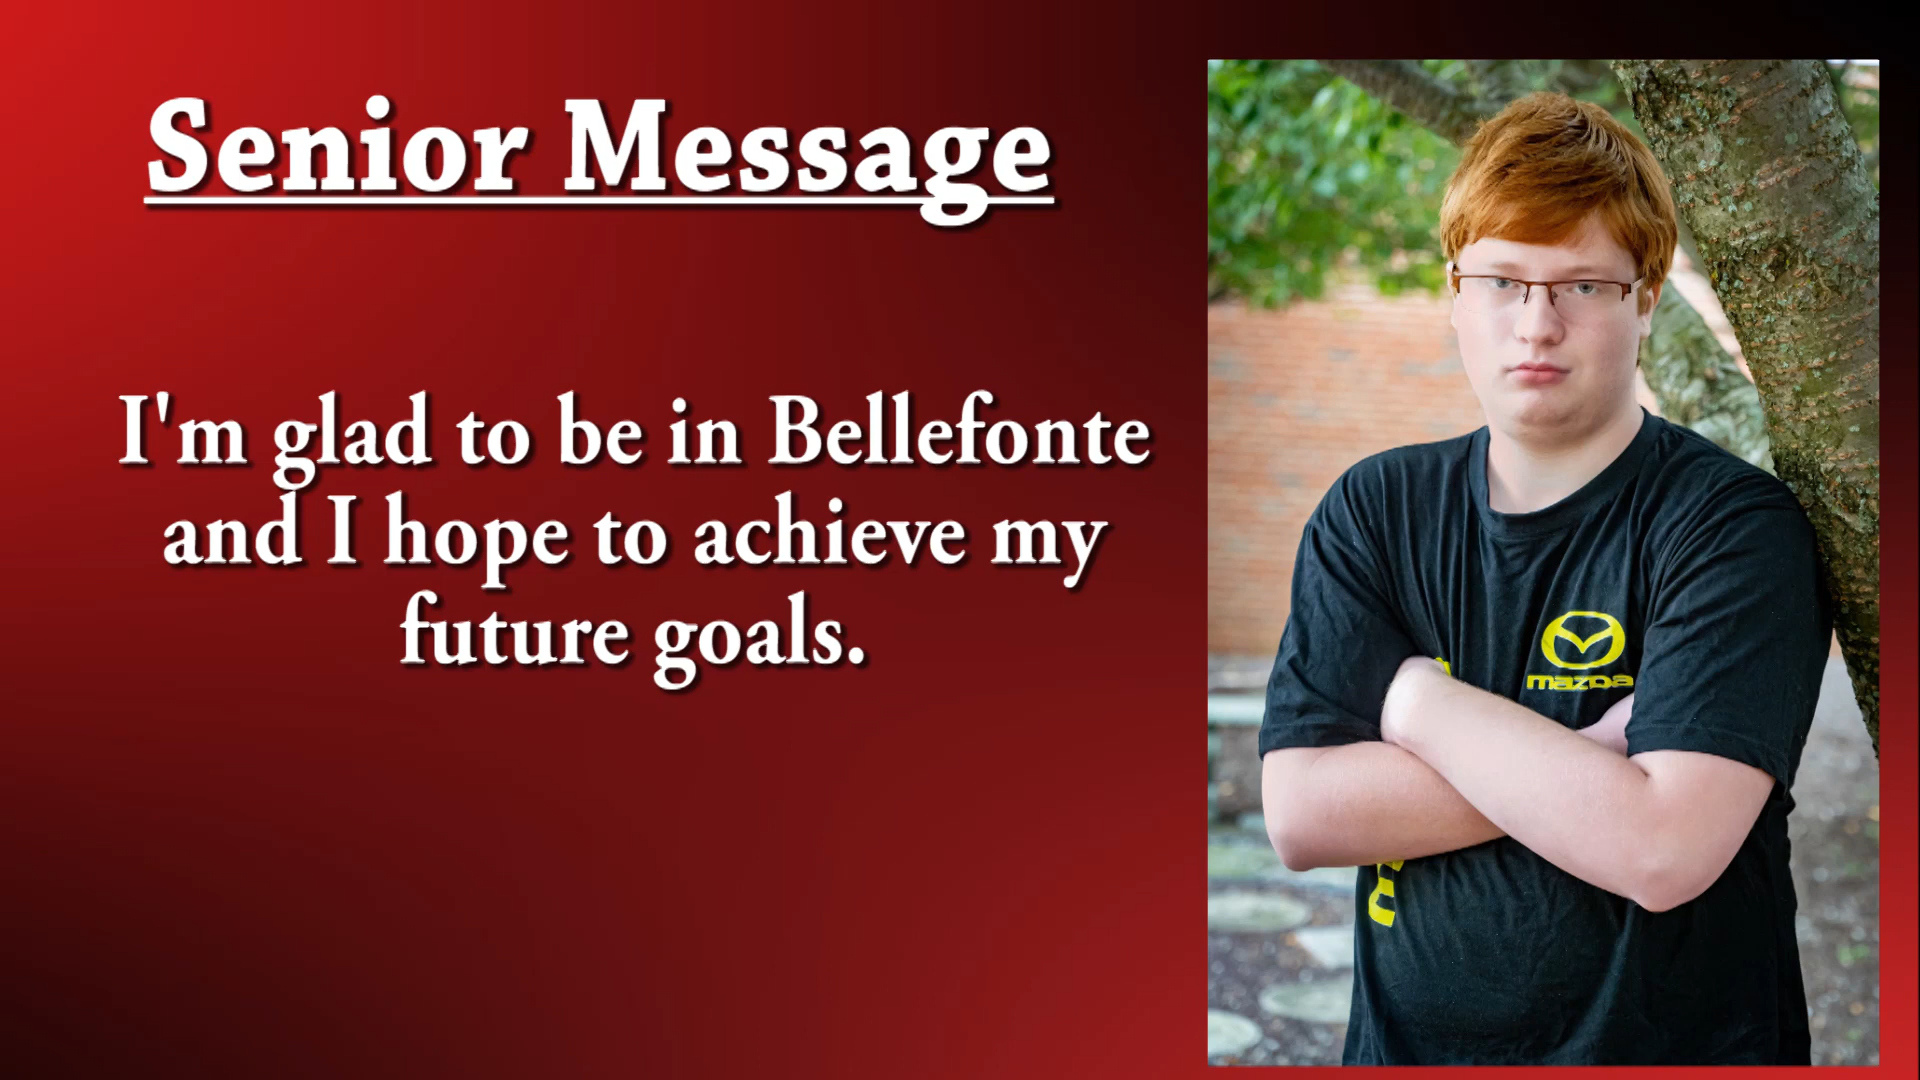 Senior Message
I'm glad to be in Bellefonte
and I hope to achieve my
future goals.
mazda